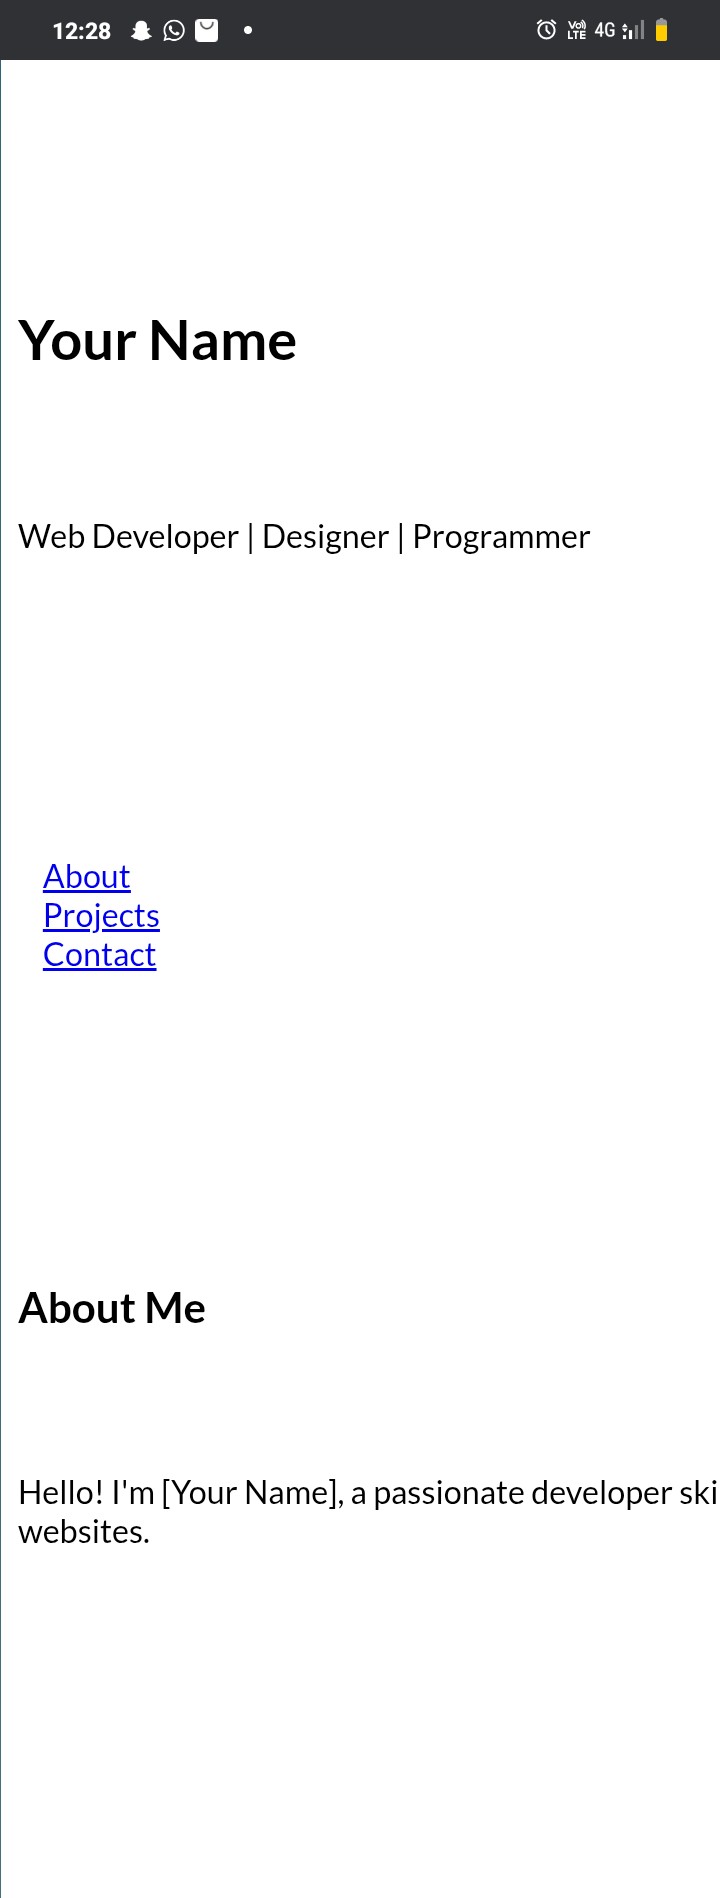 12:28 Vo) LTE 4G
Your Name
Web Developer | Designer | Programmer
About
Projects
Contact
About Me
Hello! I'm [Your Name], a passionate developer ski
websites.